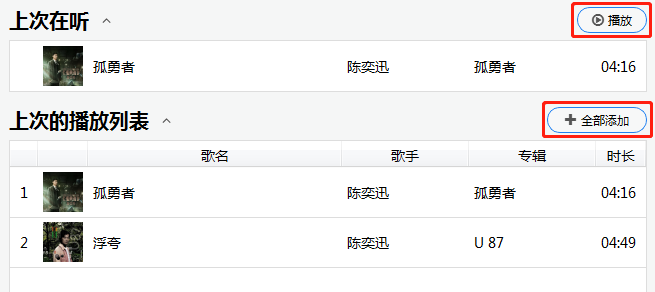 上次在听 播放
孤勇者 陈奕迅 孤勇者 04:16
上次的播放列表 全部添加
歌名 歌手 专辑 时长
1 孤勇者 陈奕迅 孤勇者 04:16
2 浮夸 陈奕迅 U 87 04:49